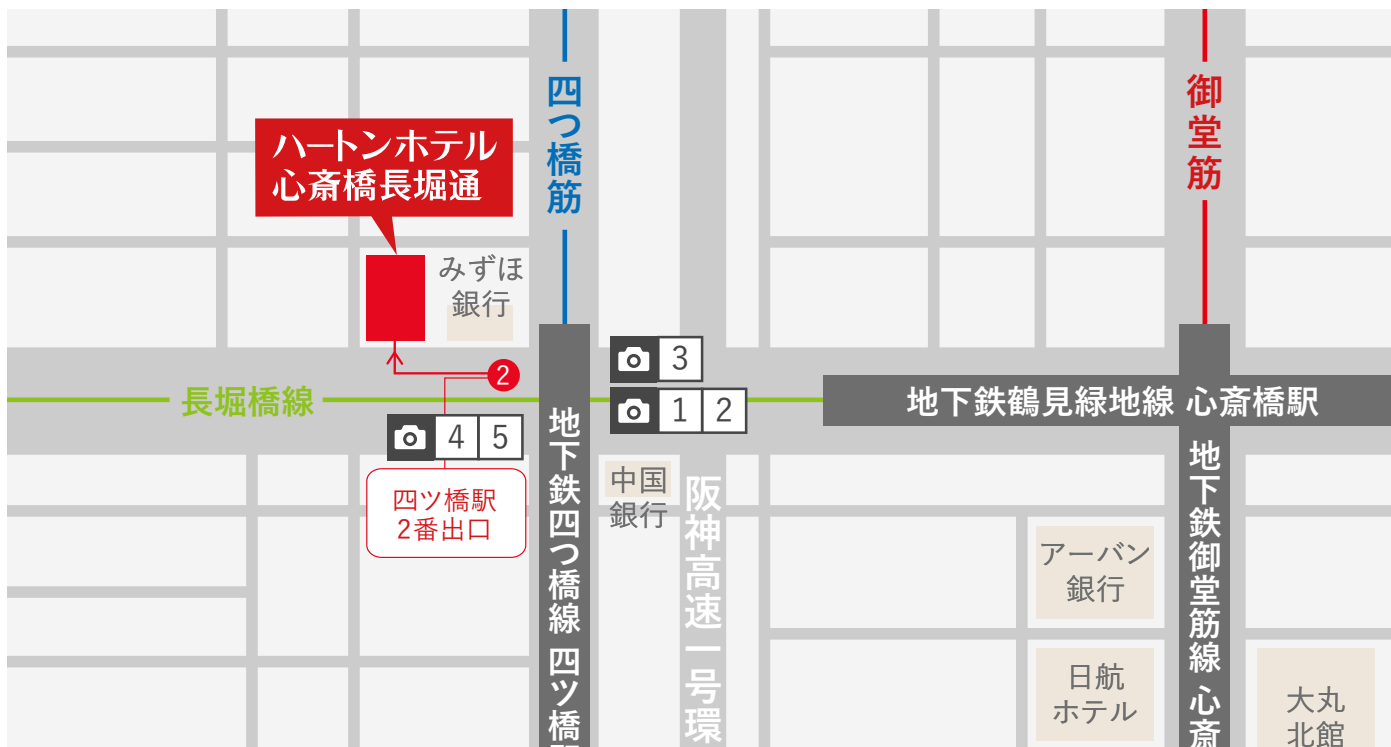 四つ橋筋
御堂筋
ハートンホテル
心斎橋長堀通
みずほ
銀行
3
2
長堀橋線
1 2
地下鉄鶴見緑地線 心斎橋駅
4 5
四ツ橋駅
2番出口
地下鉄四つ橋線 四ツ橋駅
中国
銀行
阪神高速一号環
地下鉄御堂筋線 心斎
アーバン
銀行
日航
ホテル
大丸
北館